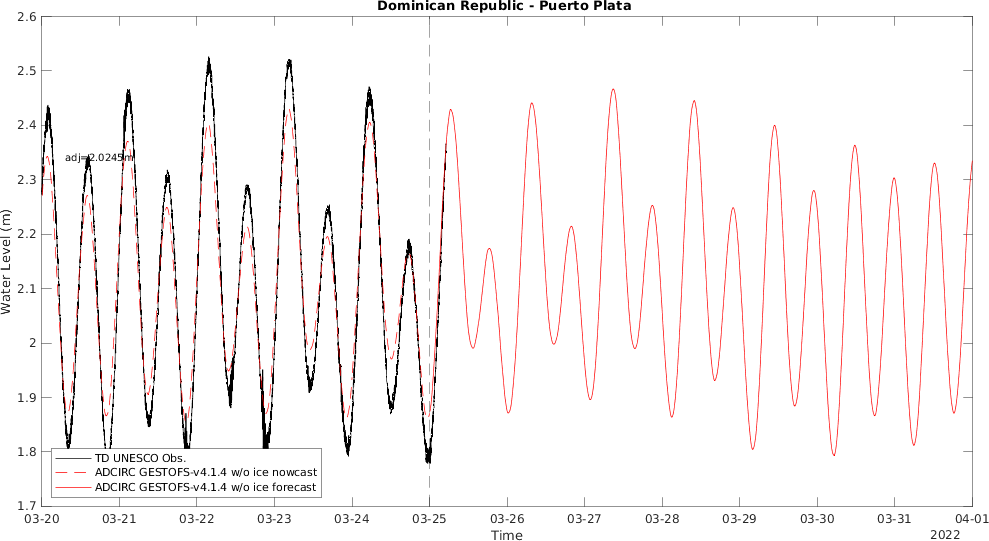 Dominican Republic - Puerto Plata
2.6
2.5
2.4
2.3
2.2
2.1
2
1.9
1.8
1.7
Water Level (m)
adj=2.0245m
TD UNESCO Obs.
ADCIRC GESTOFS-v4.1.4 w/o ice nowcast
ADCIRC GESTOFS-v4.1.4 w/o ice forecast
03-20 03-21 03-22 03-23 03-24 03-25 03-26 03-27 03-28 03-29 03-30 03-31 04-01
Time
2022